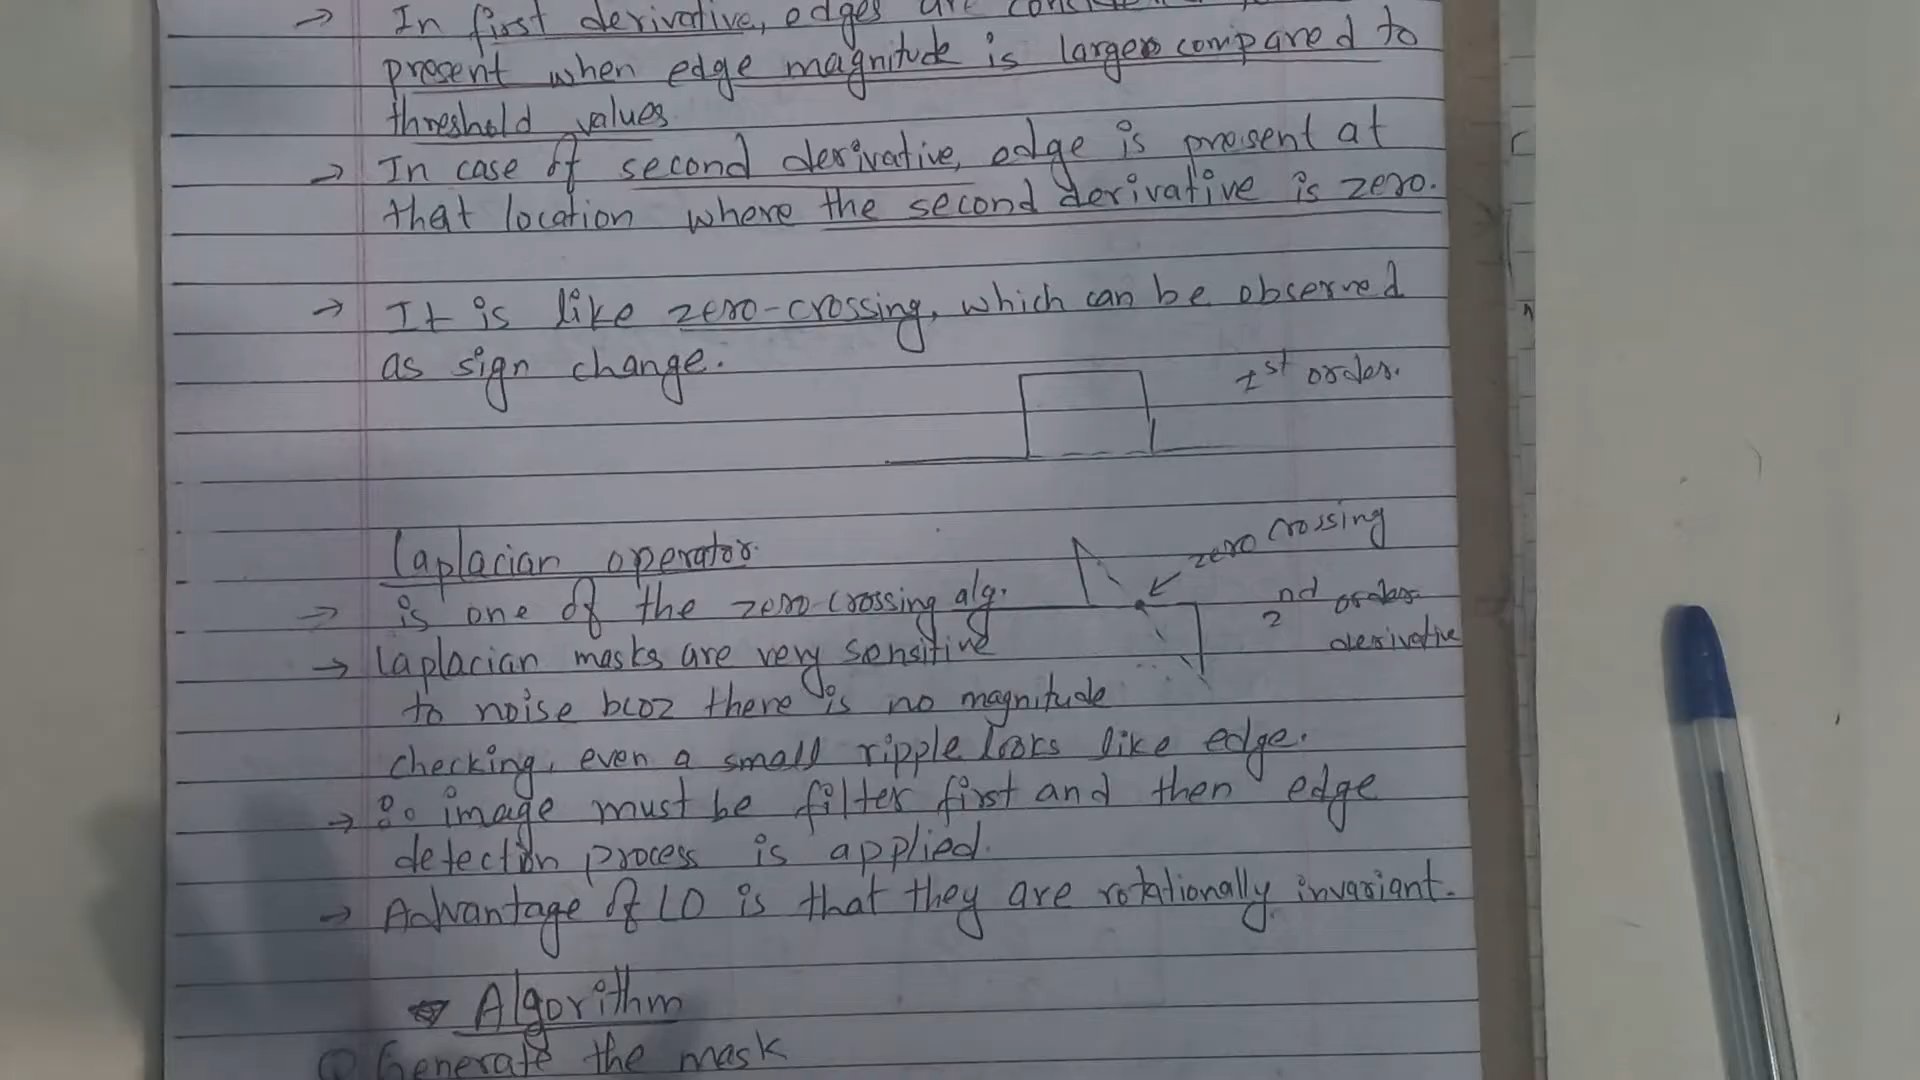 → In first derivative, edges are
present when edge magnitude is large compared to
threshold values
→ In case of second derivative, edge is present at
that location where the second derivative is zero.
→ It is like zero-crossing, which can be observed
as sign change.
1st order.
Laplacian operator.
zero crossing
→ is one of the zero crossing alg.
2nd order
derivative
→ Laplacian masks are very sensitive
to noise bcoz there is no magnitude
checking, even a small ripple looks like edge.
→ So image must be filter first and then edge
detection process is applied.
→ Advantage of LO is that they are rotationally invariant.
Algorithm
① Generate the mask